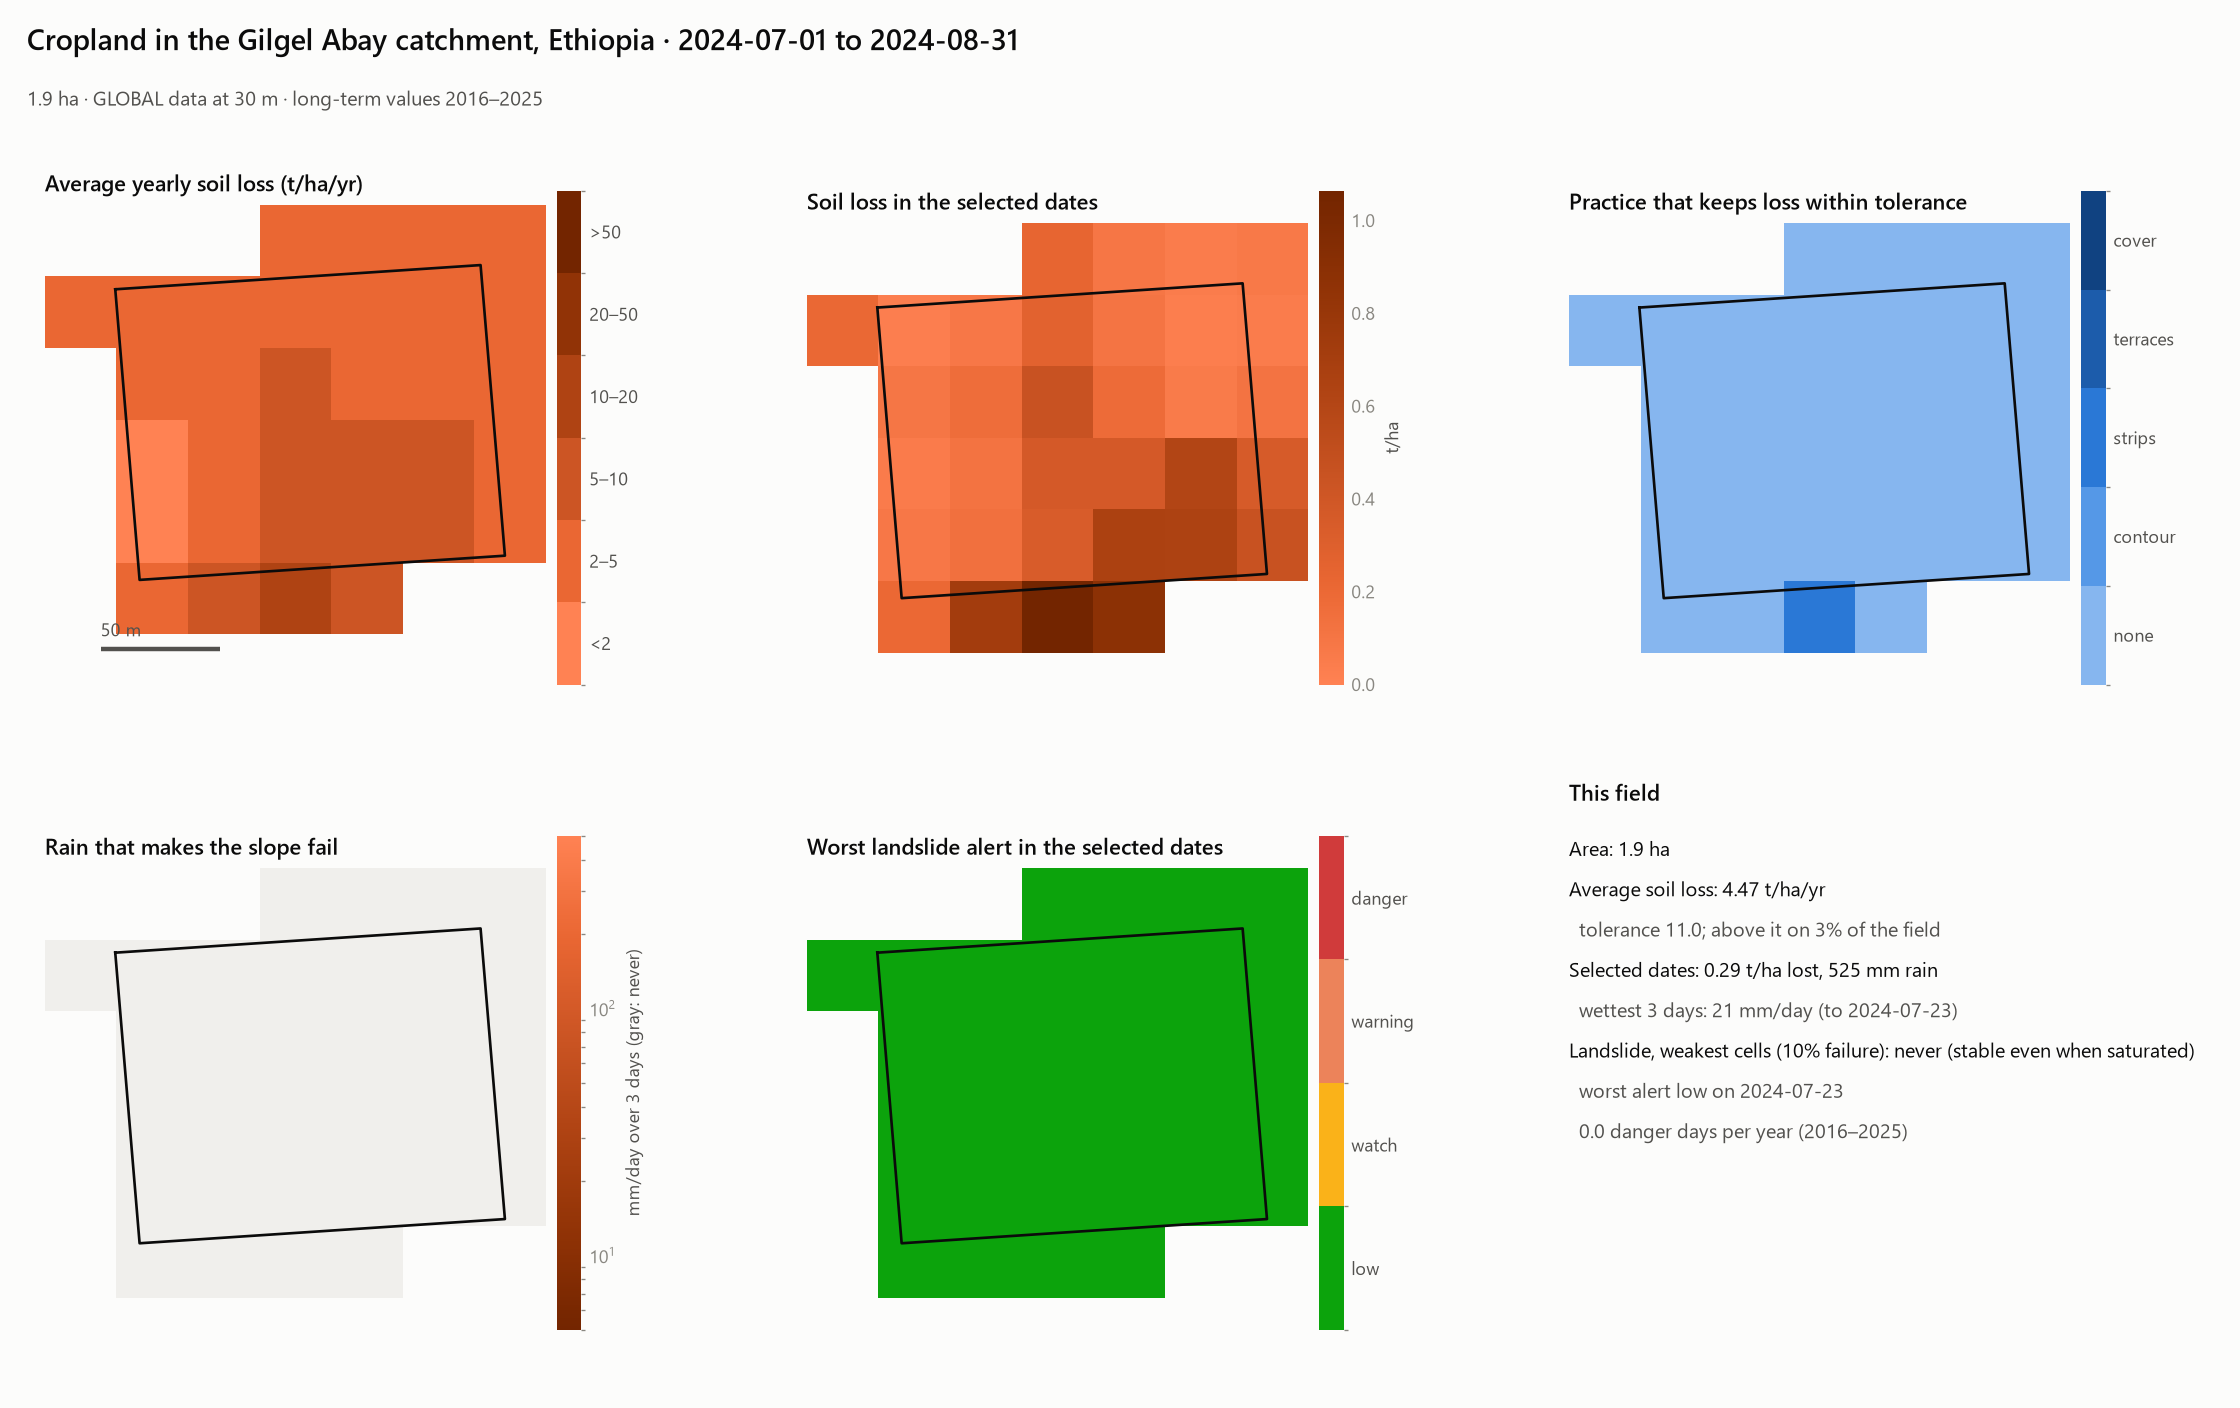 Cropland in the Gilgel Abay catchment, Ethiopia · 2024-07-01 to 2024-08-31
1.9 ha · GLOBAL data at 30 m · long-term values 2016–2025
Average yearly soil loss (t/ha/yr)
>50
20–50
10–20
5–10
2–5
<2
50 m
Soil loss in the selected dates
1.0
0.8
0.6
0.4
0.2
0.0
t/ha
Practice that keeps loss within tolerance
cover
terraces
strips
contour
none
Rain that makes the slope fail
10²
10¹
mm/day over 3 days (gray: never)
Worst landslide alert in the selected dates
danger
warning
watch
low
This field
Area: 1.9 ha
Average soil loss: 4.47 t/ha/yr
tolerance 11.0; above it on 3% of the field
Selected dates: 0.29 t/ha lost, 525 mm rain
wettest 3 days: 21 mm/day (to 2024-07-23)
Landslide, weakest cells (10% failure): never (stable even when saturated)
worst alert low on 2024-07-23
0.0 danger days per year (2016–2025)